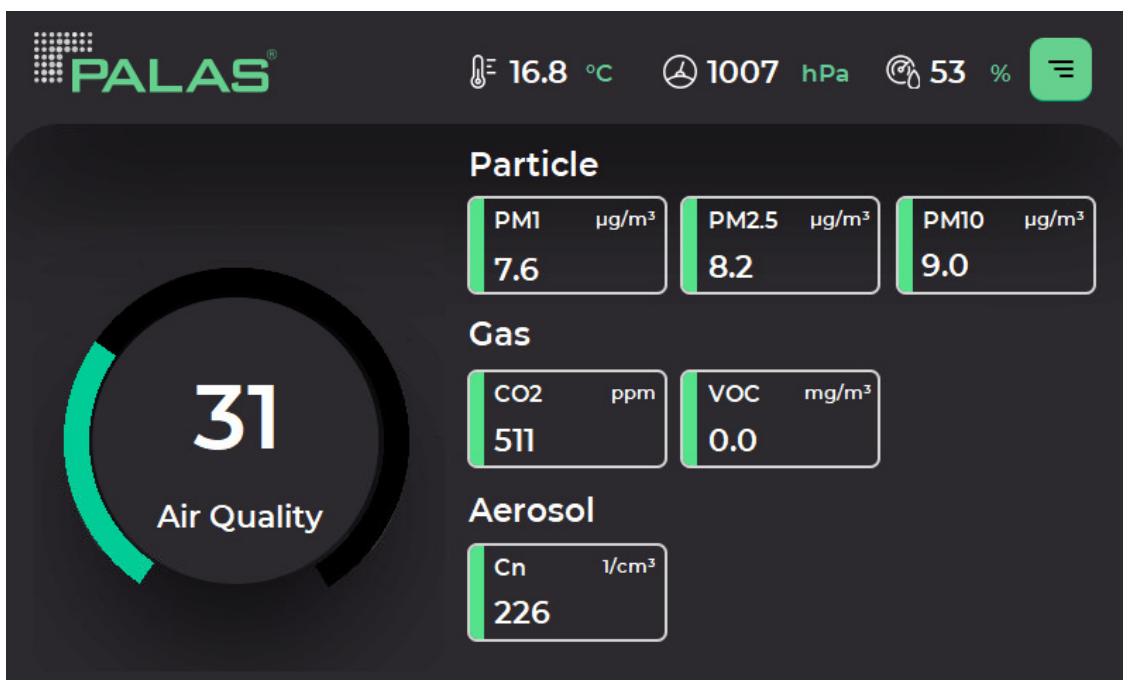 PALAS®
16.8 °C 1007 hPa 53 %
Particle
PM1 µg/m³
7.6
PM2.5 µg/m³
8.2
PM10 µg/m³
9.0
Gas
CO2 ppm
511
VOC mg/m³
0.0
Aerosol
Cn 1/cm³
226
31
Air Quality